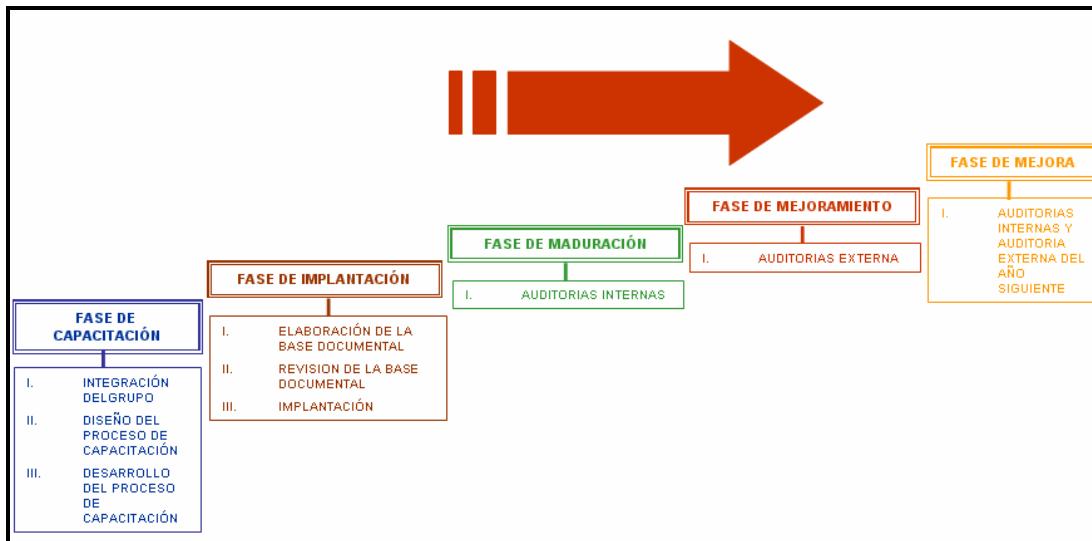 FASE DE
CAPACITACIÓN
I. INTEGRACIÓN
DELGRUPO
II. DISEÑO DEL
PROCESO DE
CAPACITACIÓN
III. DESARROLLO
DEL PROCESO
DE
CAPACITACIÓN
FASE DE IMPLANTACIÓN
I. ELABORACIÓN DE LA
BASE DOCUMENTAL
II. REVISION DE LA BASE
DOCUMENTAL
III. IMPLANTACIÓN
FASE DE MADURACIÓN
I. AUDITORIAS INTERNAS
FASE DE MEJORAMIENTO
I. AUDITORIAS EXTERNA
FASE DE MEJORA
I. AUDITORIAS
INTERNAS Y
AUDITORIA
EXTERNA DEL
AÑO
SIGUIENTE